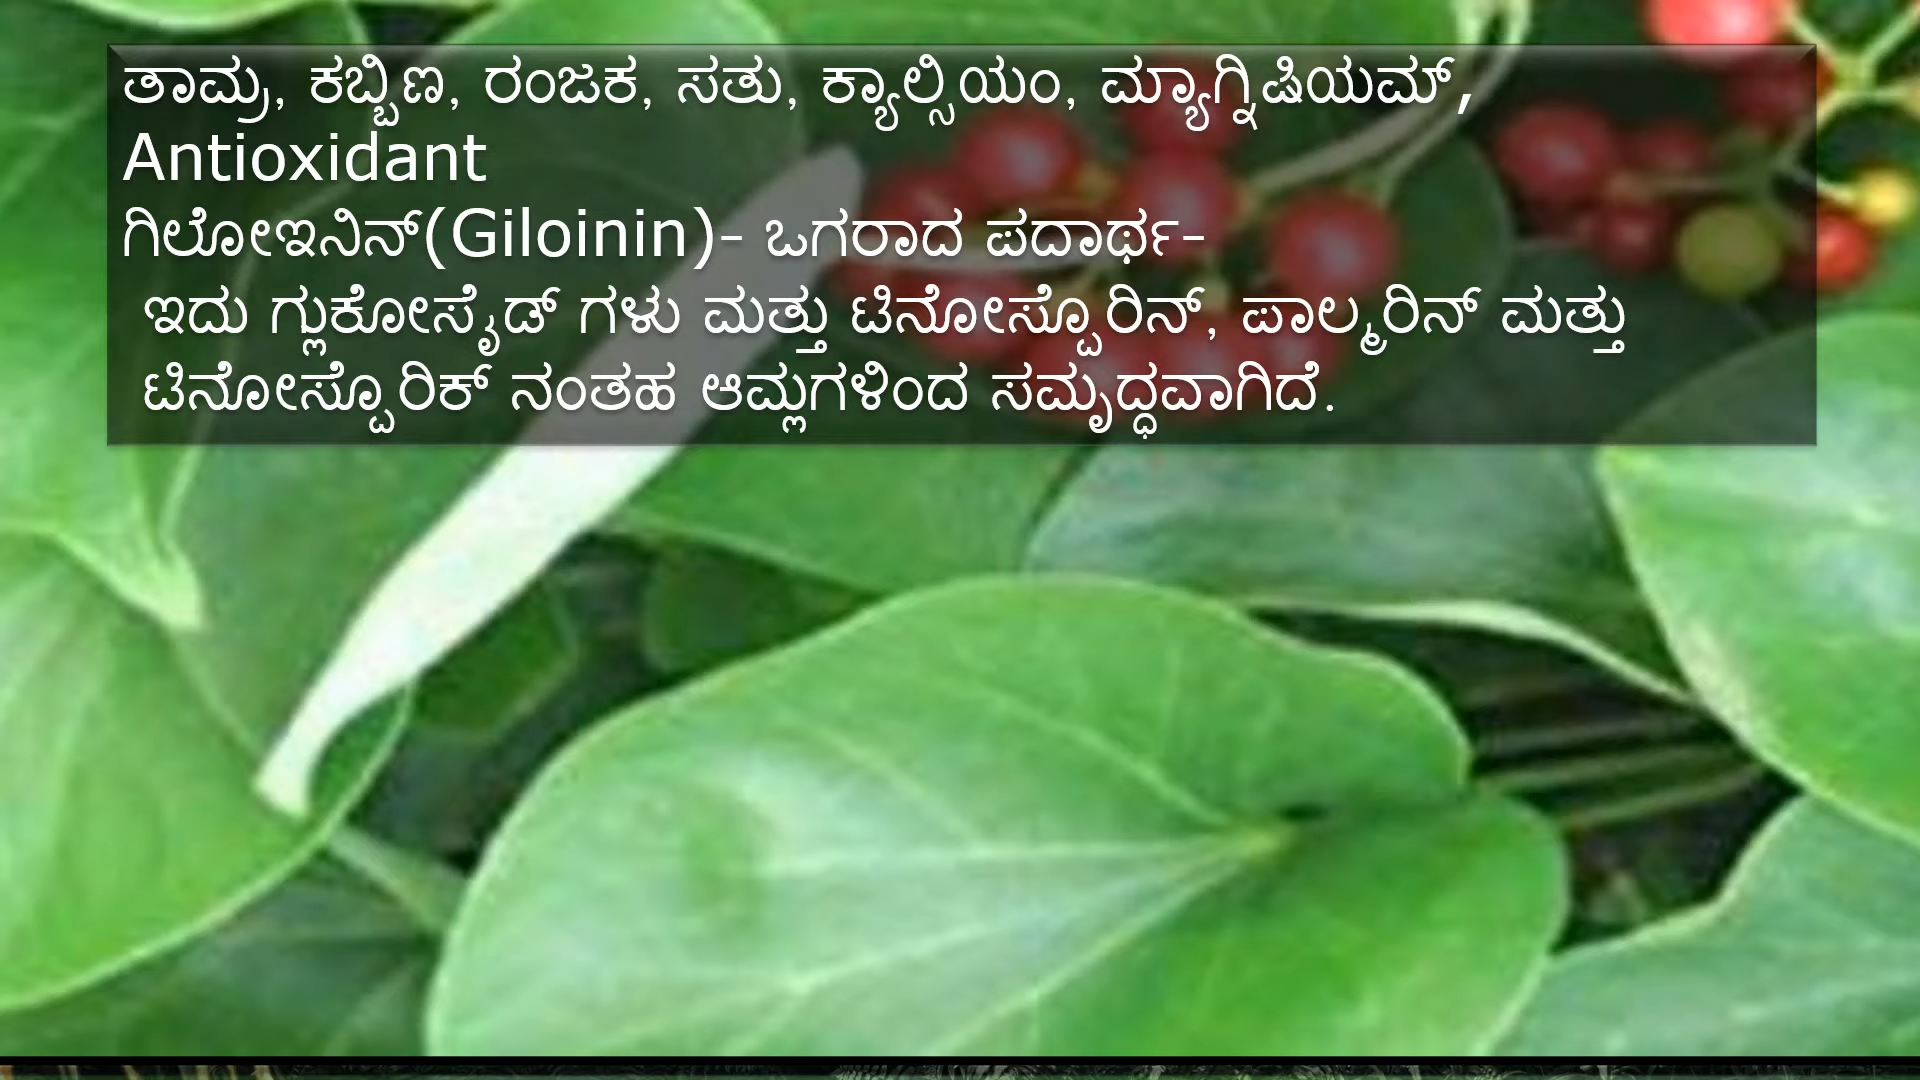 ತಾಮ್ರ, ಕಬ್ಬಿಣ, ರಂಜಕ, ಸತು, ಕ್ಯಾಲ್ಸಿಯಂ, ಮ್ಯಾಗ್ನಿಷಿಯಮ್,
Antioxidant
ಗಿಲೋಇನಿನ್(Giloinin)- ಒಗರಾದ ಪದಾರ್ಥ-
ಇದು ಗ್ಲುಕೋಸೈಡ್ ಗಳು ಮತ್ತು ಟಿನೋಸ್ಪೊರಿನ್, ಪಾಲ್ಮರಿನ್ ಮತ್ತು
ಟಿನೋಸ್ಪೊರಿಕ್ ನಂತಹ ಆಮ್ಲಗಳಿಂದ ಸಮೃದ್ಧವಾಗಿದೆ.